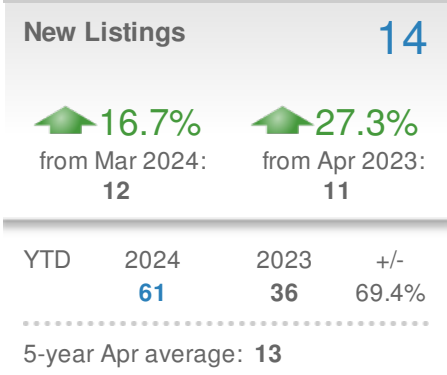 New Listings 14
16.7% 27.3%
from Mar 2024: from Apr 2023:
12 11
YTD 2024 2023 +/-
61 36 69.4%
5-year Apr average: 13